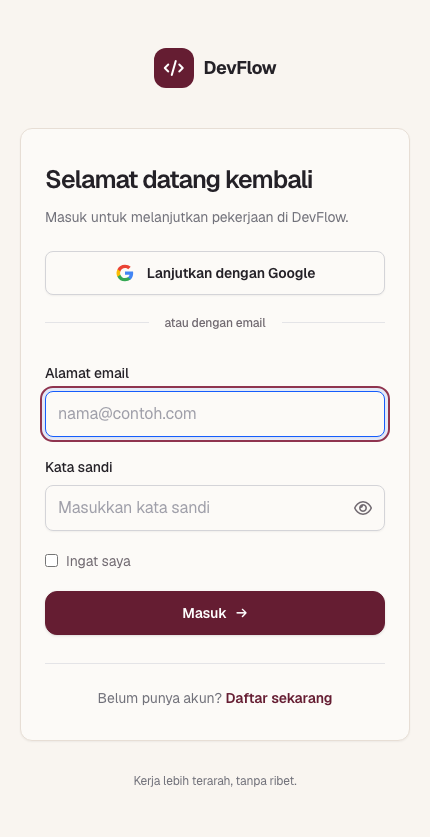 DevFlow
Selamat datang kembali
Masuk untuk melanjutkan pekerjaan di DevFlow.
Lanjutkan dengan Google
atau dengan email
Alamat email
nama@contoh.com
Kata sandi
Masukkan kata sandi
Ingat saya
Masuk →
Belum punya akun? Daftar sekarang
Kerja lebih terarah, tanpa ribet.